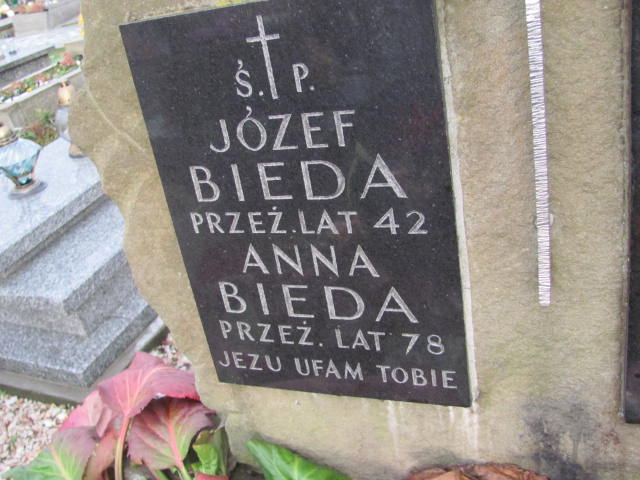 Ś. P.
JÓZEF
BIEDA
PRZEŻ. LAT 42
ANNA
BIEDA
PRZEŻ. LAT 78
JEZU UFAM TOBIE